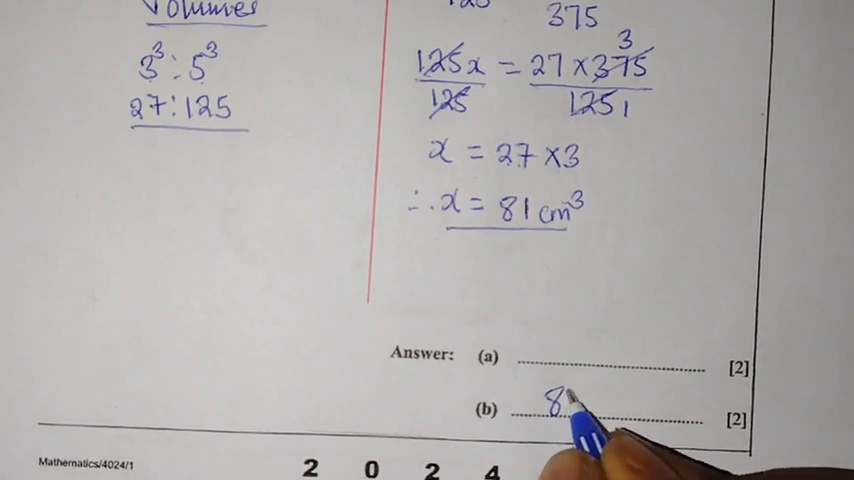 Volumes
3³ : 5³
27 : 125
375
125x = 27 × 375 3
125 125 1
x = 27 × 3
∴ x = 81 cm³
Answer: (a) ........................ [2]
(b) ........................ [2]
8
Mathematics/4024/1
2 0 2 4